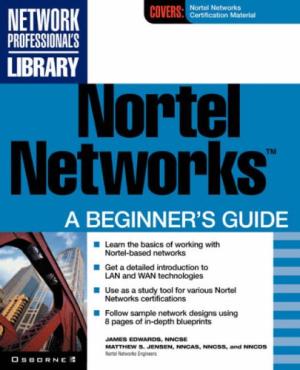 NETWORK
PROFESSIONAL'S
LIBRARY
COVERS: Nortel Networks
Certification Material
Nortel
Networks™
A BEGINNER'S GUIDE
Learn the basics of working with
Nortel-based networks
Get a detailed introduction to
LAN and WAN technologies
Use as a study tool for various Nortel
Networks certifications
Follow sample network designs using
8 pages of in-depth blueprints
JAMES EDWARDS, NNCSE
MATTHEW S. JENSEN, NNCAS, NNCSS, and NNCDS
Nortel Networks Engineers
OSBORNE